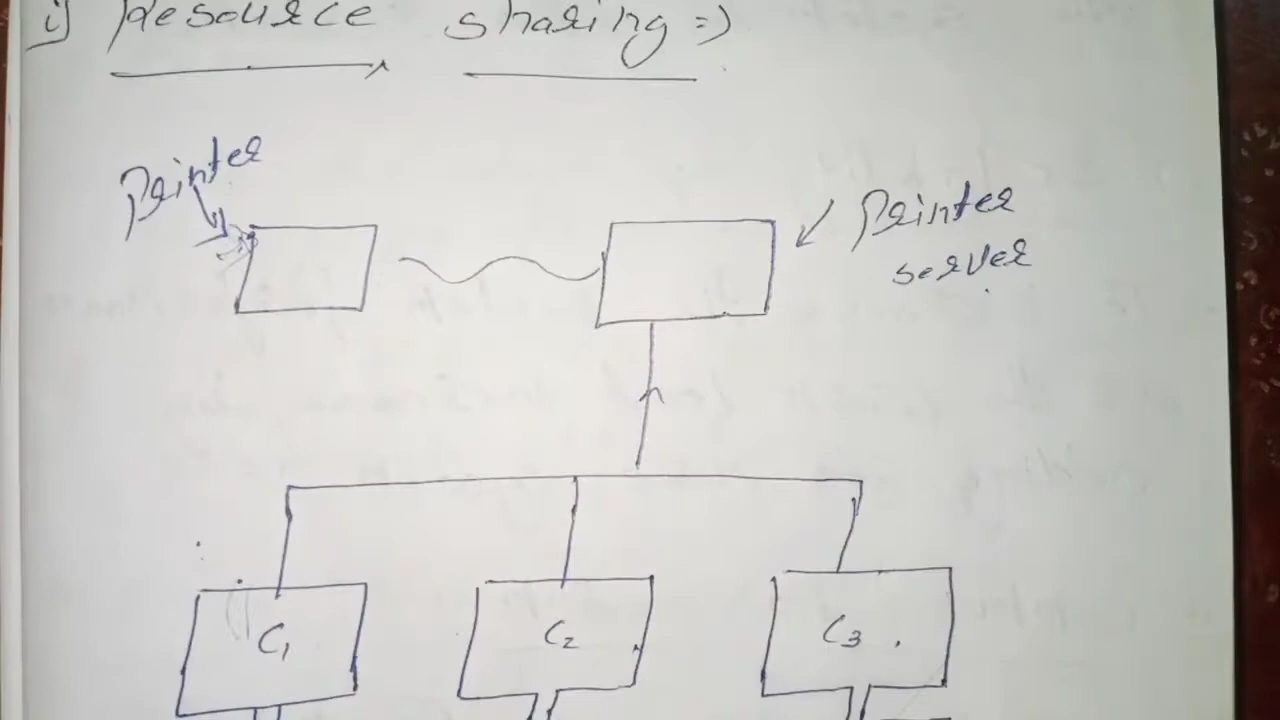 i) Resource sharing =>
Printer
Printer
server
C1
C2
C3